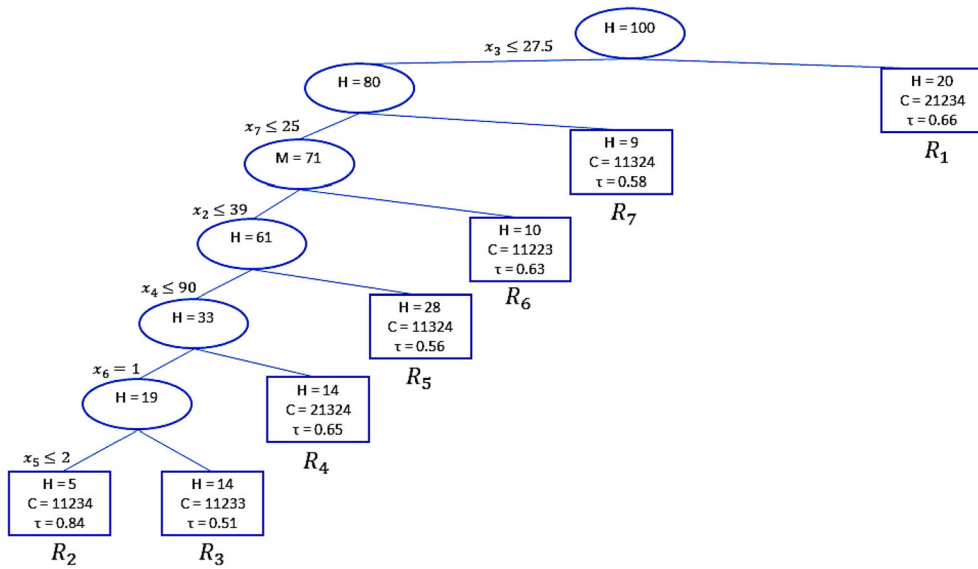 H = 100
x₃ ≤ 27.5
H = 80
H = 20
C = 21234
τ = 0.66
R₁
x₇ ≤ 25
M = 71
H = 9
C = 11324
τ = 0.58
R₇
x₂ ≤ 39
H = 61
H = 10
C = 11223
τ = 0.63
R₆
x₄ ≤ 90
H = 33
H = 28
C = 11324
τ = 0.56
R₅
x₆ = 1
H = 19
H = 14
C = 21324
τ = 0.65
R₄
x₅ ≤ 2
H = 5
C = 11234
τ = 0.84
R₂
H = 14
C = 11233
τ = 0.51
R₃